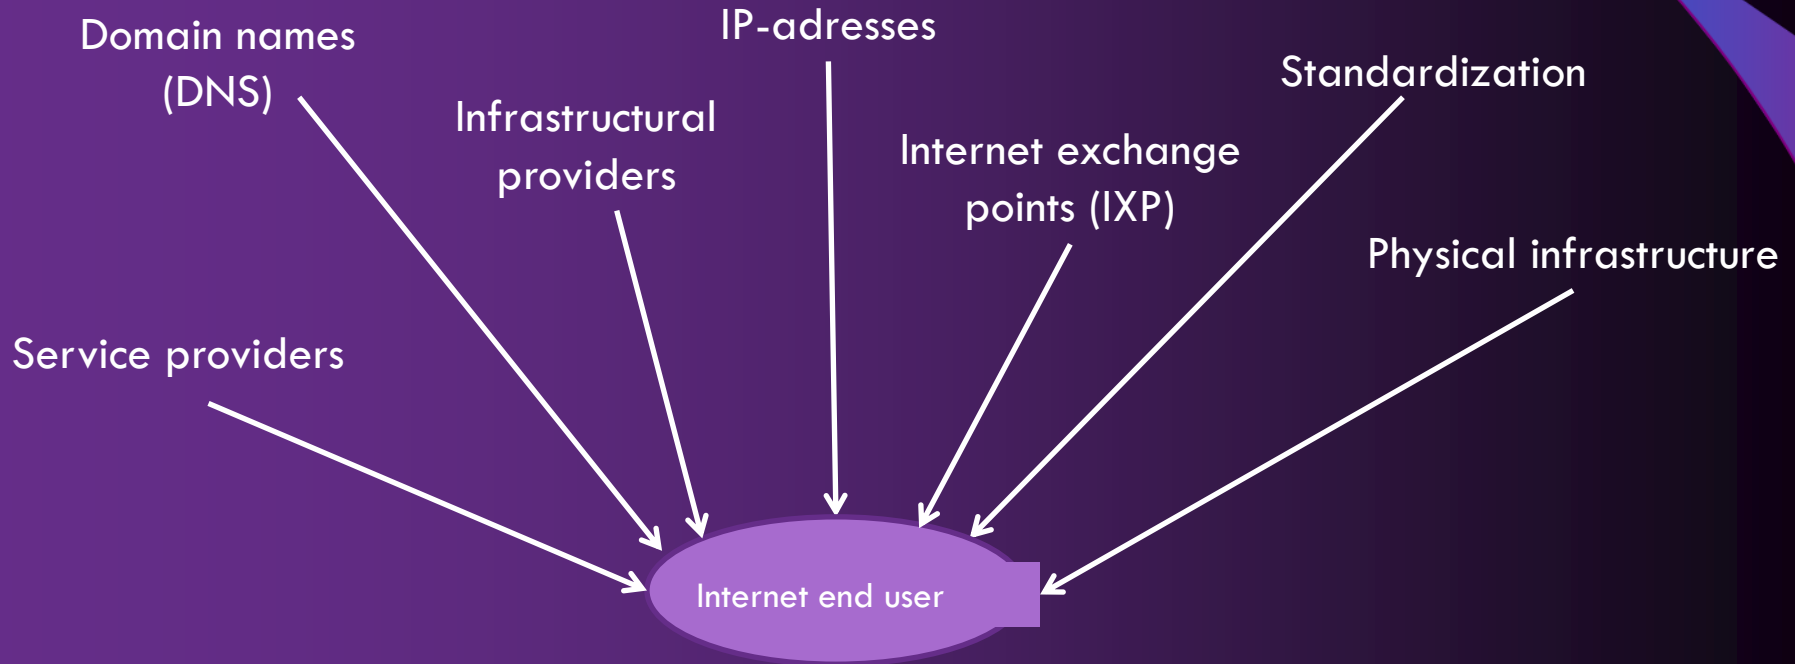 Domain names
(DNS)
IP-adresses
Infrastructural
providers
Standardization
Internet exchange
points (IXP)
Physical infrastructure
Service providers
Internet end user